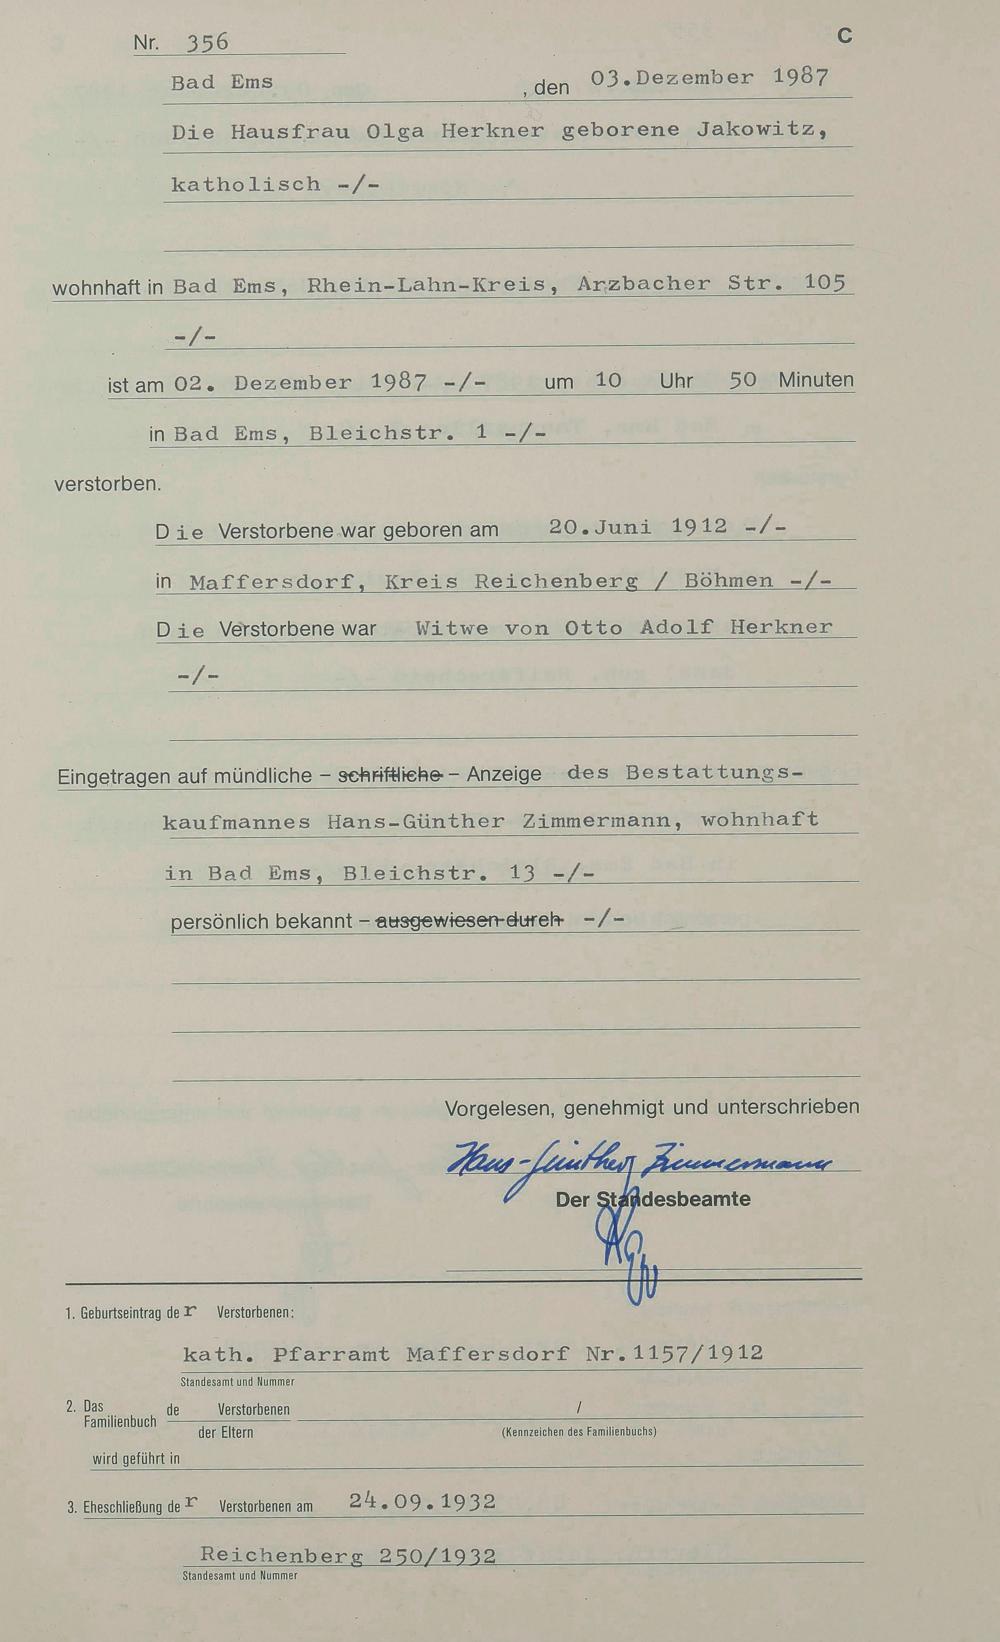 Nr. 356
C
Bad Ems , den 03.Dezember 1987
Die Hausfrau Olga Herkner geborene Jakowitz,
katholisch -/-
wohnhaft in Bad Ems, Rhein-Lahn-Kreis, Arzbacher Str. 105
-/-
ist am 02. Dezember 1987 -/- um 10 Uhr 50 Minuten
in Bad Ems, Bleichstr. 1 -/-
verstorben.
Die Verstorbene war geboren am 20.Juni 1912 -/-
in Maffersdorf, Kreis Reichenberg / Böhmen -/-
Die Verstorbene war Witwe von Otto Adolf Herkner
-/-
Eingetragen auf mündliche – schriftliche – Anzeige des Bestattungs-
kaufmannes Hans-Günther Zimmermann, wohnhaft
in Bad Ems, Bleichstr. 13 -/-
persönlich bekannt – ausgewiesen durch -/-
Vorgelesen, genehmigt und unterschrieben
Hans-Günther Zimmermann
Der Standesbeamte
1. Geburtseintrag der Verstorbenen:
kath. Pfarramt Maffersdorf Nr.1157/1912
Standesamt und Nummer
2. Das Familienbuch de Verstorbenen /
der Eltern (Kennzeichen des Familienbuchs)
wird geführt in
3. Eheschließung der Verstorbenen am 24.09.1932
Reichenberg 250/1932
Standesamt und Nummer